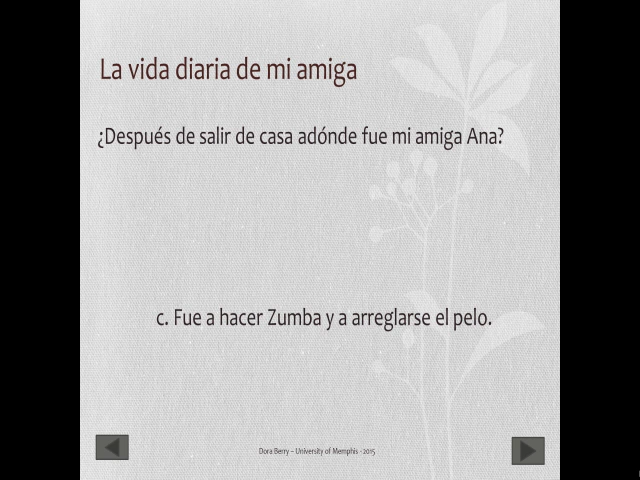 La vida diaria de mi amiga
¿Después de salir de casa adónde fue mi amiga Ana?
c. Fue a hacer Zumba y a arreglarse el pelo.
Dora Berry – University of Memphis - 2015